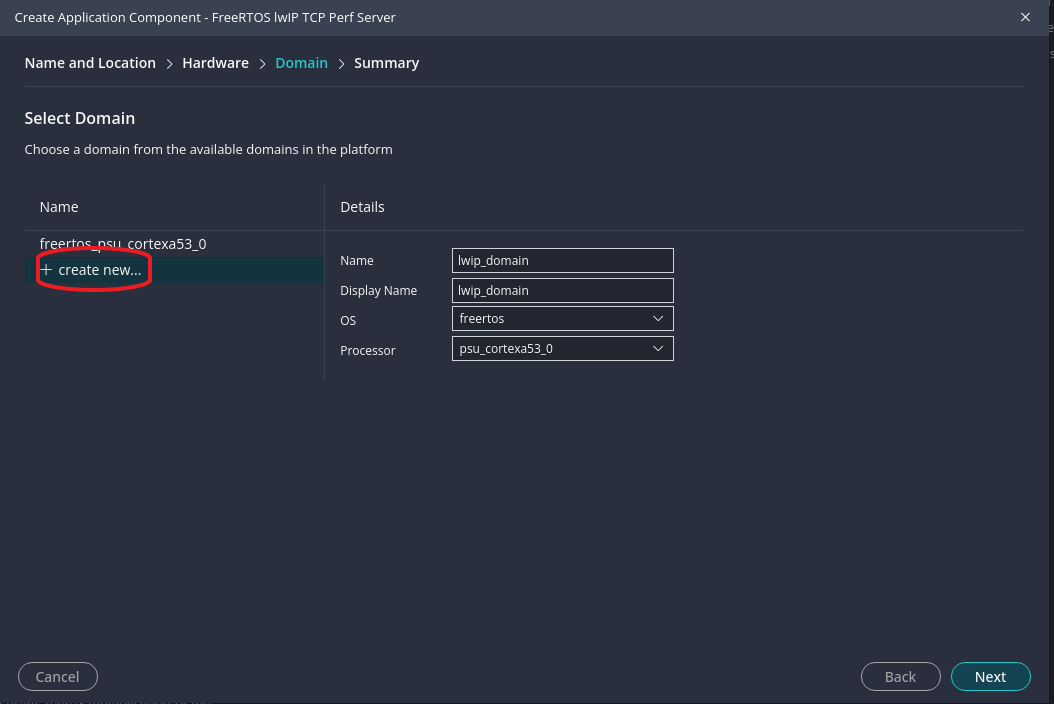 Create Application Component - FreeRTOS lwIP TCP Perf Server
Name and Location > Hardware > Domain > Summary
Select Domain
Choose a domain from the available domains in the platform
Name
Details
freertos_psu_cortexa53_0
+ create new...
Name lwip_domain
Display Name lwip_domain
OS freertos
Processor psu_cortexa53_0
Cancel
Back
Next